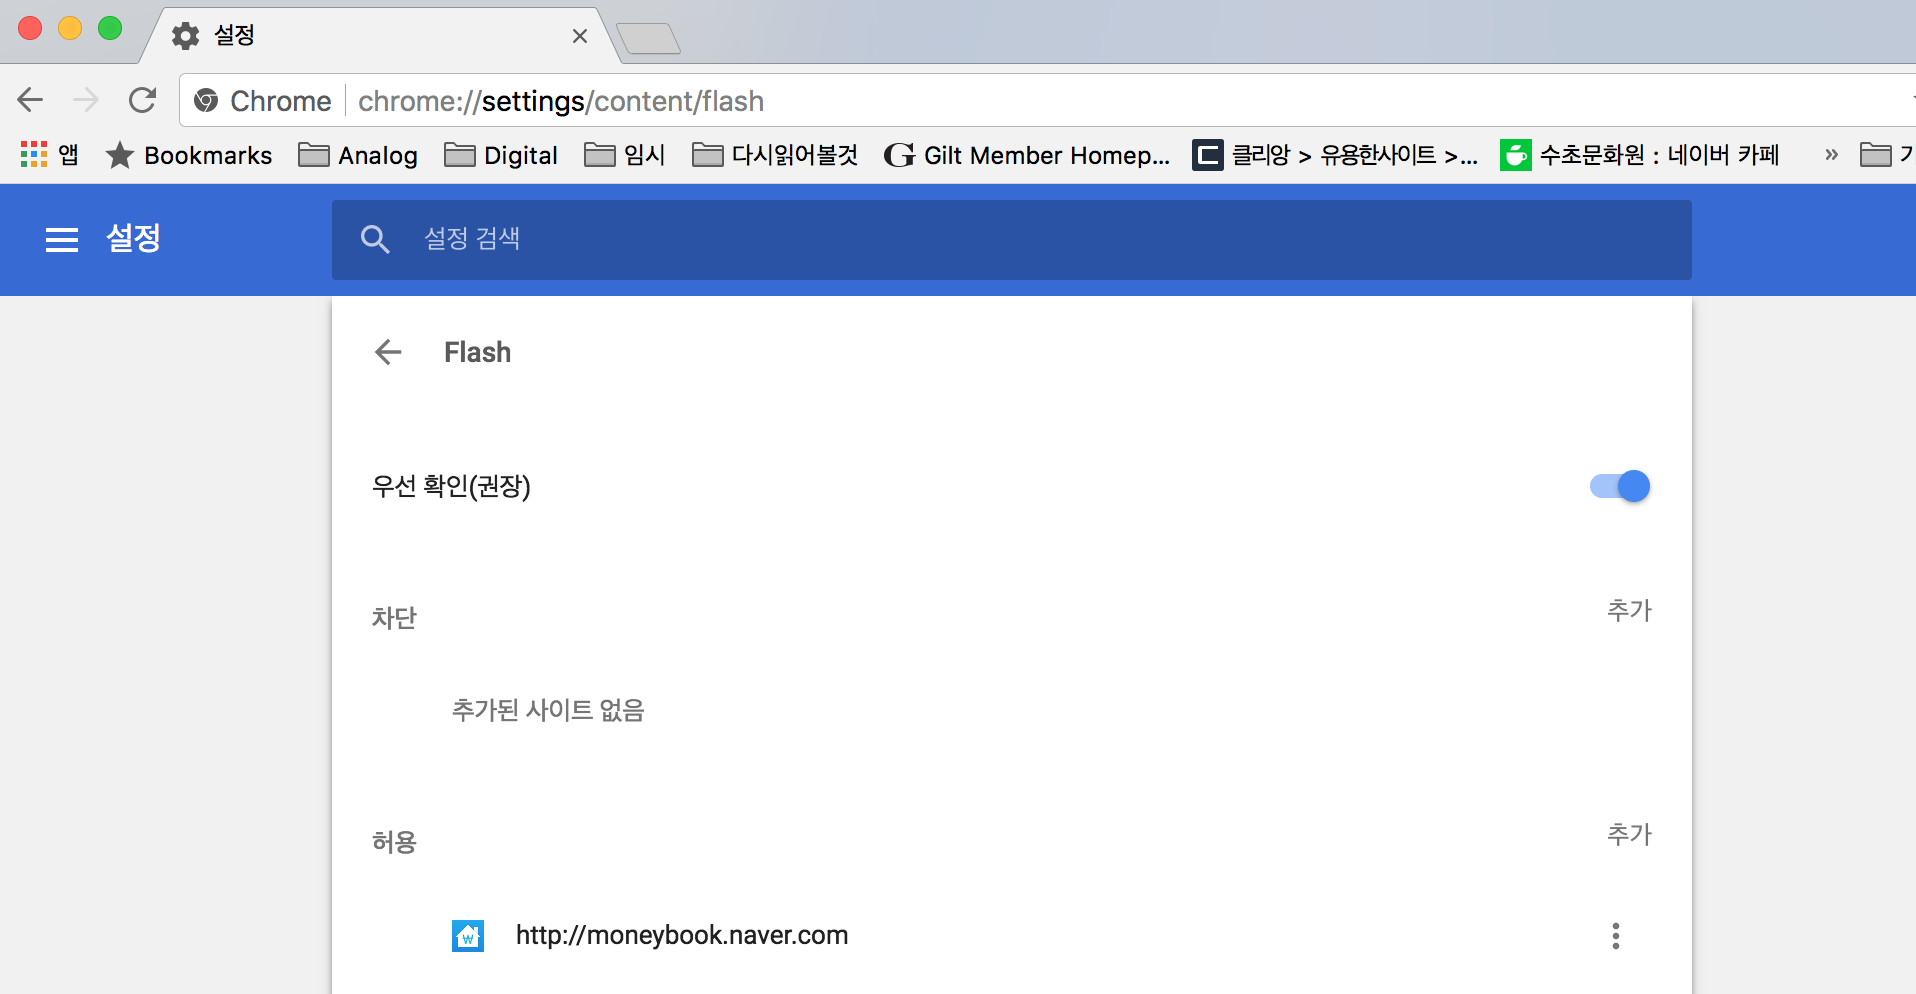 설정
Chrome chrome://settings/content/flash
앱 Bookmarks Analog Digital 임시 다시읽어볼것 Gilt Member Homep... 클리앙 > 유용한사이트 >... 수초문화원 : 네이버 카페 »
설정 설정 검색
Flash
우선 확인(권장)
차단 추가
추가된 사이트 없음
허용 추가
http://moneybook.naver.com